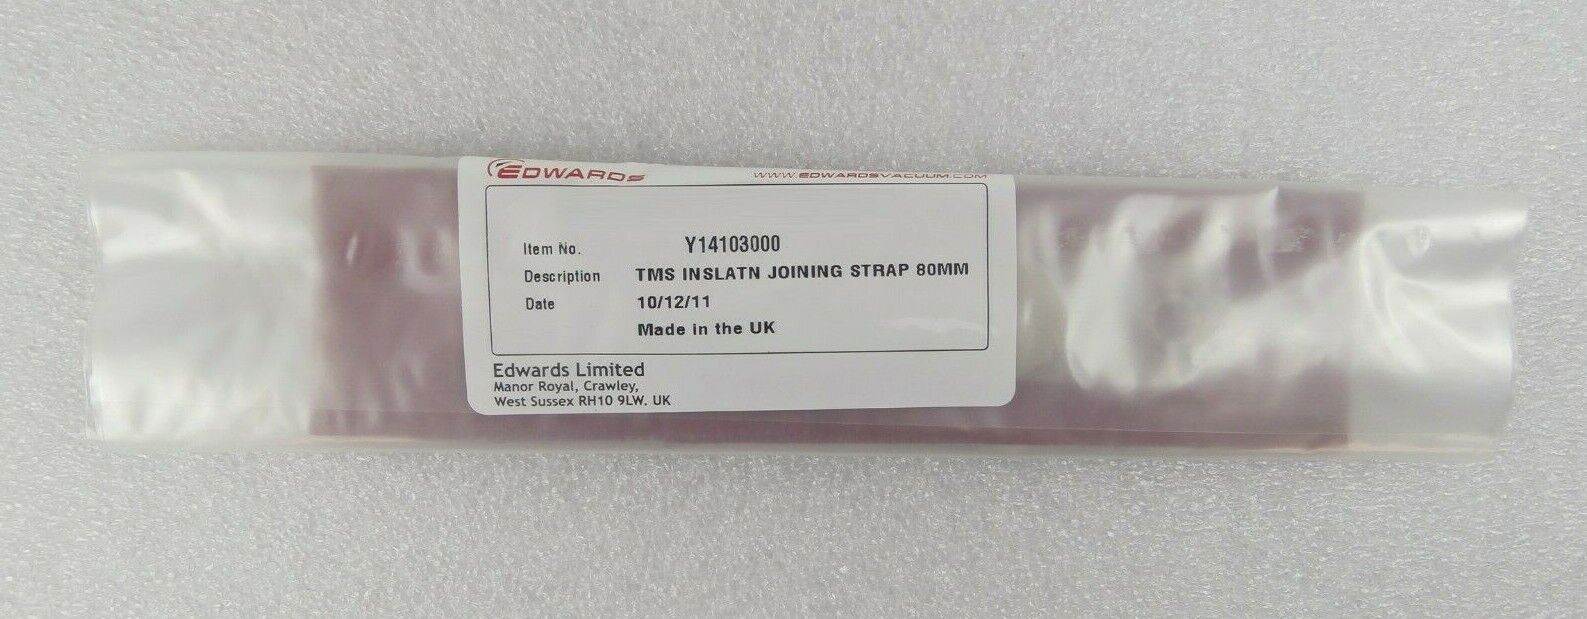 EDWARDS WWW.EDWARDSVACUUM.COM
Item No. Y14103000
Description TMS INSLATN JOINING STRAP 80MM
Date 10/12/11
Made in the UK
Edwards Limited
Manor Royal, Crawley,
West Sussex RH10 9LW. UK